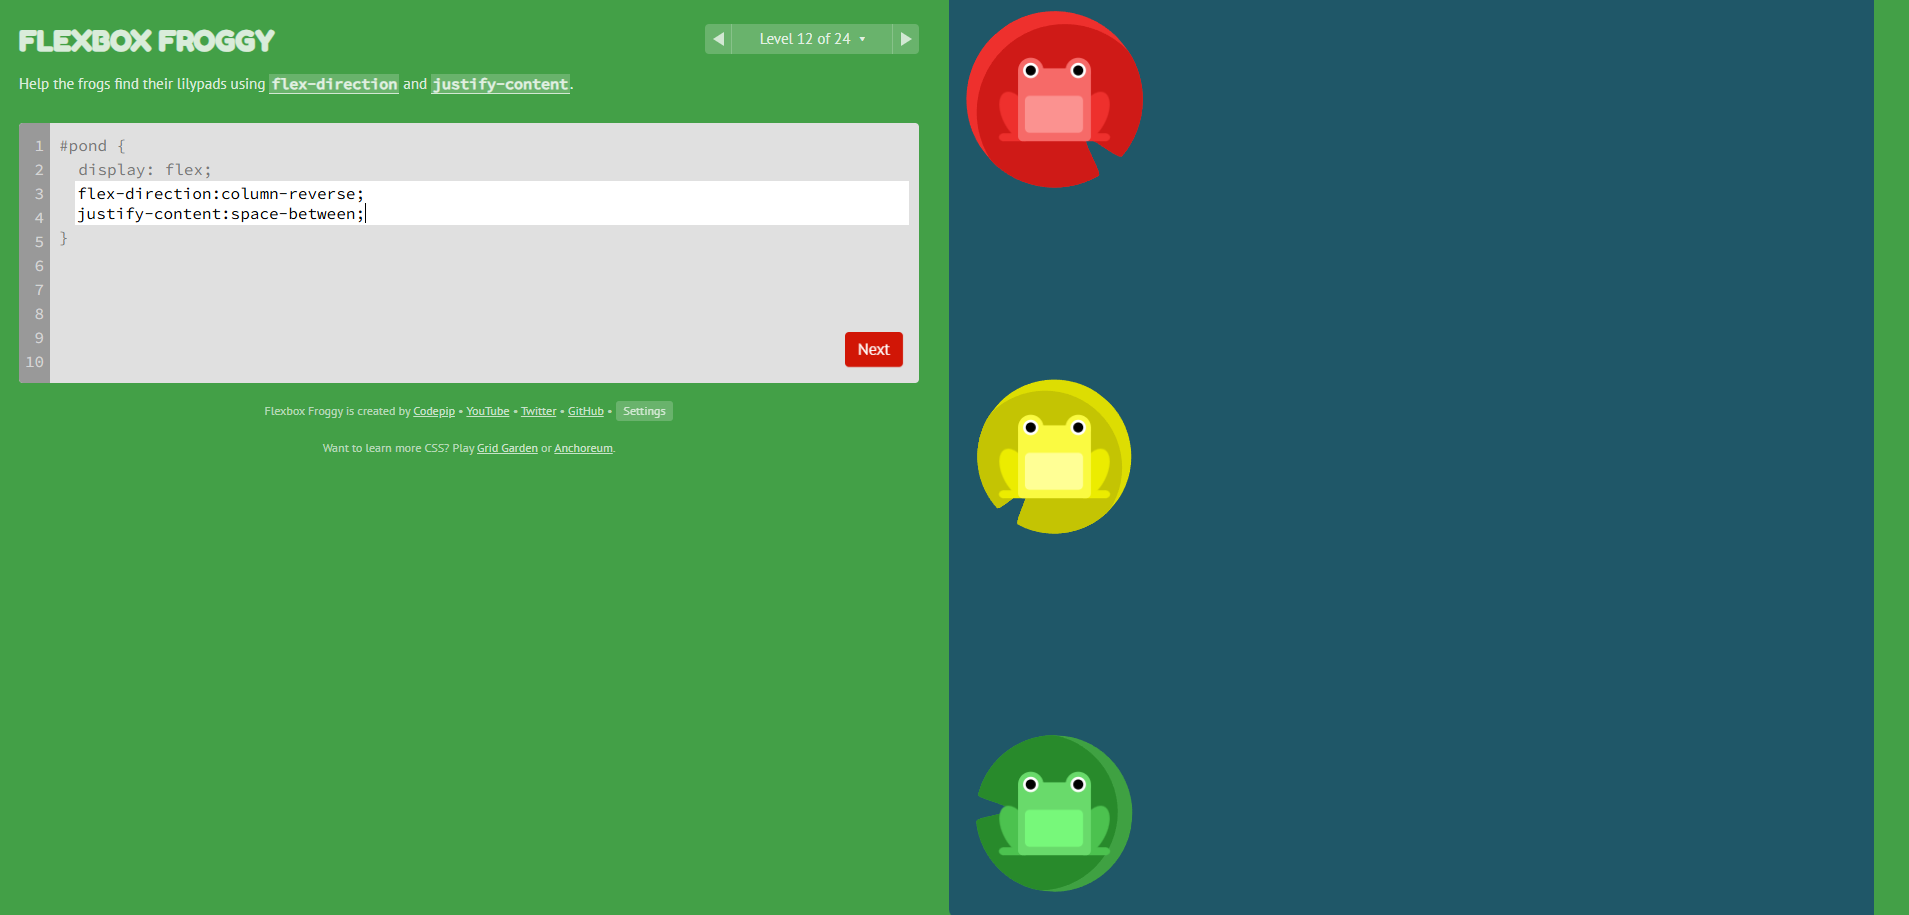 FLEXBOX FROGGY
Level 12 of 24
Help the frogs find their lilypads using flex-direction and justify-content.
1 #pond {
2 display: flex;
3 flex-direction:column-reverse;
4 justify-content:space-between;
5 }
6
7
8
9
10
Next
Flexbox Froggy is created by Codepip • YouTube • Twitter • GitHub • Settings
Want to learn more CSS? Play Grid Garden or Anchoreum.